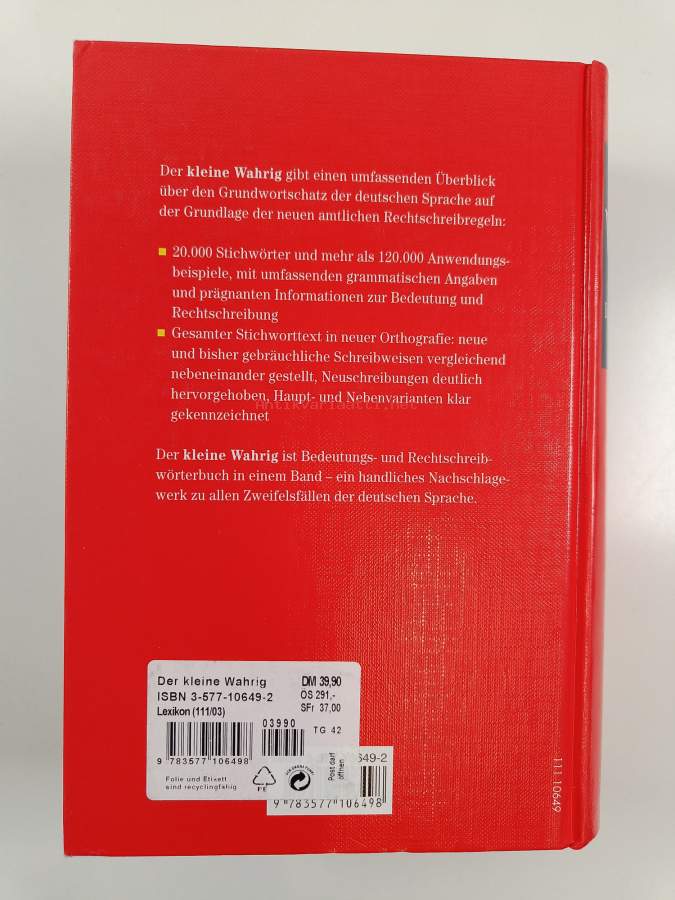 Der kleine Wahrig gibt einen umfassenden Überblick
über den Grundwortschatz der deutschen Sprache auf
der Grundlage der neuen amtlichen Rechtschreibregeln:
20.000 Stichwörter und mehr als 120.000 Anwendungs-
beispiele, mit umfassenden grammatischen Angaben
und prägnanten Informationen zur Bedeutung und
Rechtschreibung
Gesamter Stichworttext in neuer Orthografie: neue
und bisher gebräuchliche Schreibweisen vergleichend
nebeneinander gestellt, Neuschreibungen deutlich
hervorgehoben, Haupt- und Nebenvarianten klar
gekennzeichnet
Antikvariaatti.net
Der kleine Wahrig ist Bedeutungs- und Rechtschreib-
wörterbuch in einem Band – ein handliches Nachschlage-
werk zu allen Zweifelsfällen der deutschen Sprache.
Der kleine Wahrig DM 39,90
ISBN 3-577-10649-2 ÖS 291,-
Lexikon (111/03) SFr 37,00
03990 TG 42
9 783577 106498
Folie und Etikett
sind recyclingfähig
PE
Post darf
öffnen
649-2
9 783577 106498
111 10649